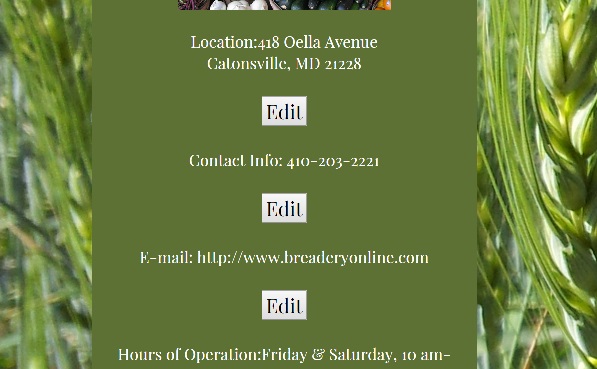 Location:418 Oella Avenue
Catonsville, MD 21228
Edit
Contact Info: 410-203-2221
Edit
E-mail: http://www.breaderyonline.com
Edit
Hours of Operation:Friday & Saturday, 10 am-